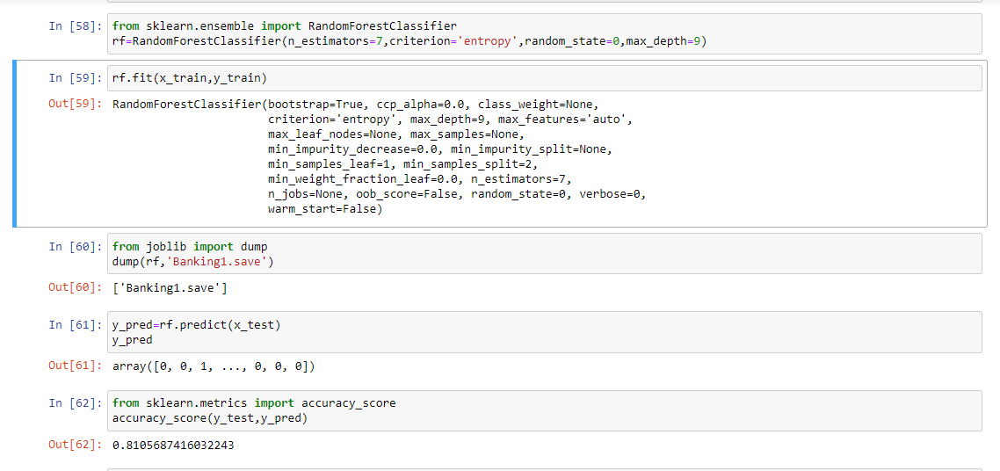 In [58]: from sklearn.ensemble import RandomForestClassifier
rf=RandomForestClassifier(n_estimators=7,criterion='entropy',random_state=0,max_depth=9)
In [59]: rf.fit(x_train,y_train)
Out[59]: RandomForestClassifier(bootstrap=True, ccp_alpha=0.0, class_weight=None,
criterion='entropy', max_depth=9, max_features='auto',
max_leaf_nodes=None, max_samples=None,
min_impurity_decrease=0.0, min_impurity_split=None,
min_samples_leaf=1, min_samples_split=2,
min_weight_fraction_leaf=0.0, n_estimators=7,
n_jobs=None, oob_score=False, random_state=0, verbose=0,
warm_start=False)
In [60]: from joblib import dump
dump(rf,'Banking1.save')
Out[60]: ['Banking1.save']
In [61]: y_pred=rf.predict(x_test)
y_pred
Out[61]: array([0, 0, 1, ..., 0, 0, 0])
In [62]: from sklearn.metrics import accuracy_score
accuracy_score(y_test,y_pred)
Out[62]: 0.8105687416032243